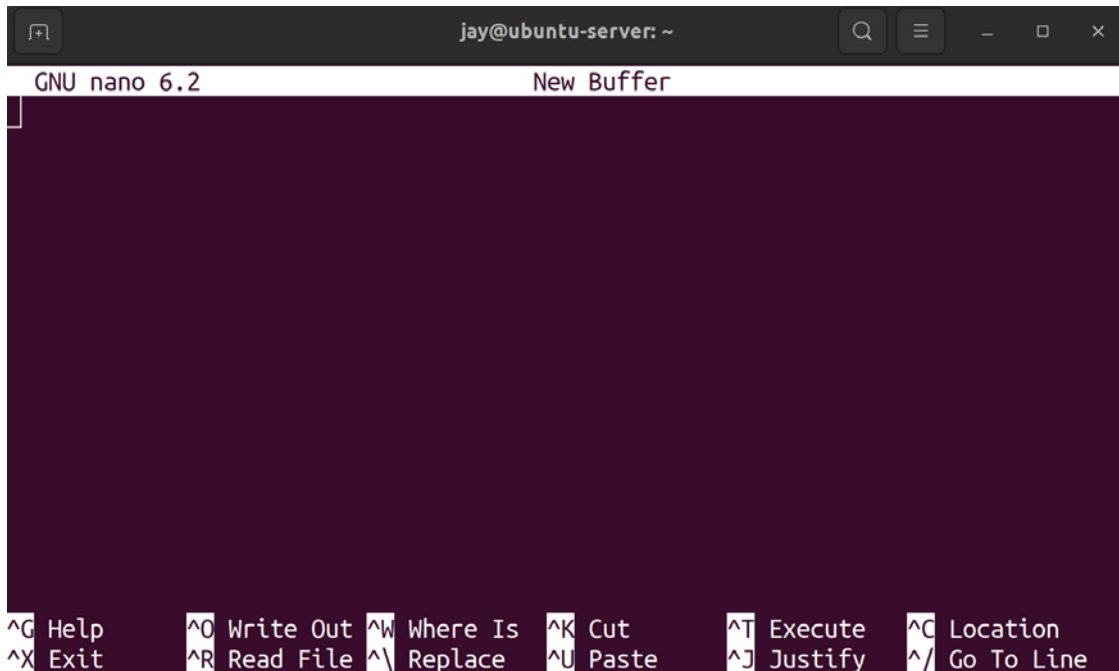 jay@ubuntu-server: ~
GNU nano 6.2 New Buffer
^G Help ^O Write Out ^W Where Is ^K Cut ^T Execute ^C Location
^X Exit ^R Read File ^\ Replace ^U Paste ^J Justify ^/ Go To Line